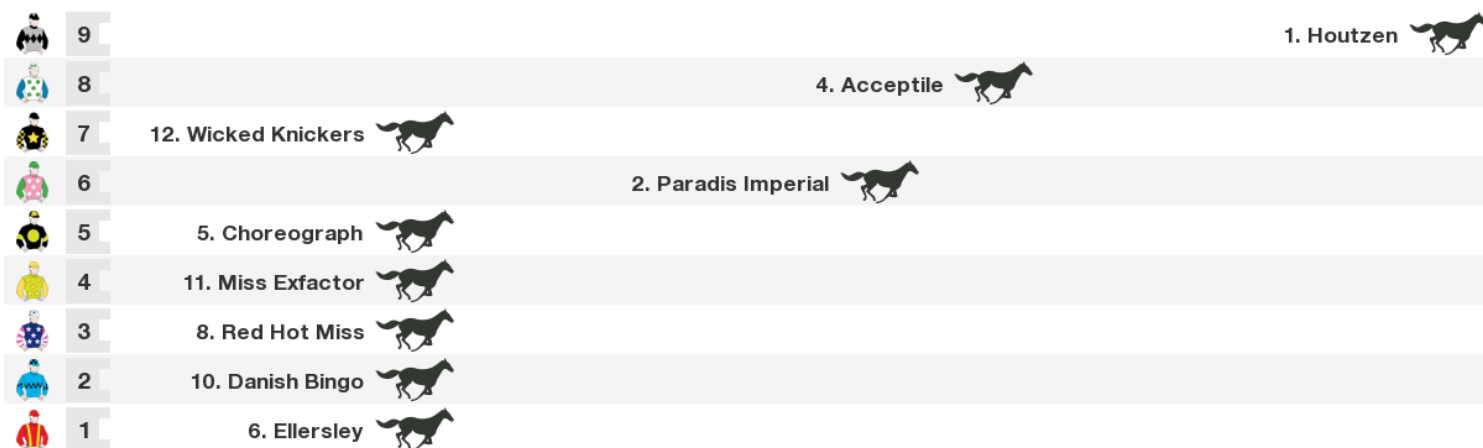 9 1. Houtzen
8 4. Acceptile
7 12. Wicked Knickers
6 2. Paradis Imperial
5 5. Choreograph
4 11. Miss Exfactor
3 8. Red Hot Miss
2 10. Danish Bingo
1 6. Ellersley